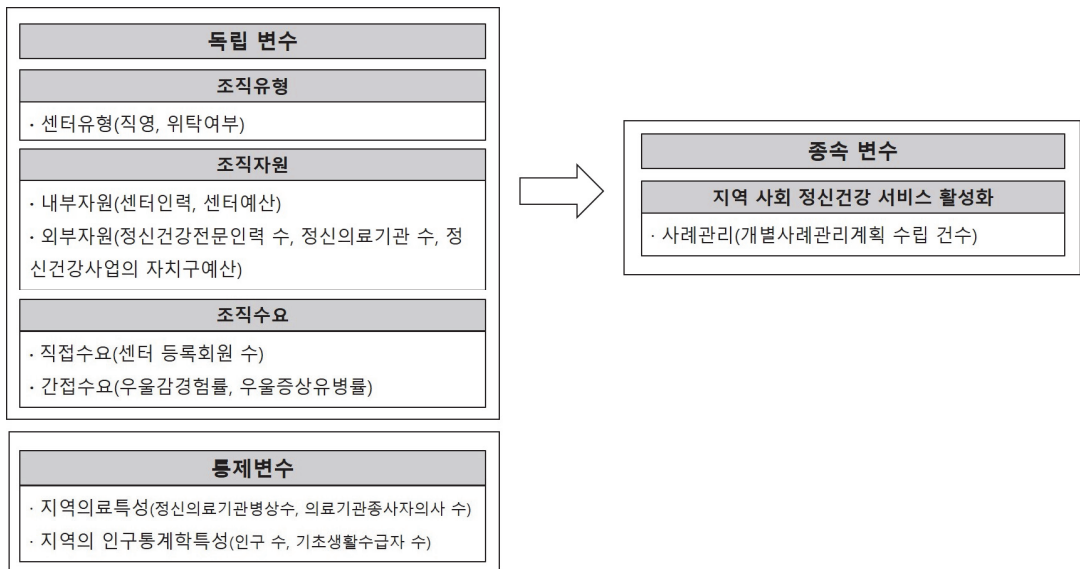 독립 변수
조직유형
· 센터유형(직영, 위탁여부)
조직자원
· 내부자원(센터인력, 센터예산)
· 외부자원(정신건강전문인력 수, 정신의료기관 수, 정
신건강사업의 자치구예산)
조직수요
· 직접수요(센터 등록회원 수)
· 간접수요(우울감경험률, 우울증상유병률)
통제변수
· 지역의료특성(정신의료기관병상수, 의료기관종사자의사 수)
· 지역의 인구통계학특성(인구 수, 기초생활수급자 수)
종속 변수
지역 사회 정신건강 서비스 활성화
· 사례관리(개별사례관리계획 수립 건수)